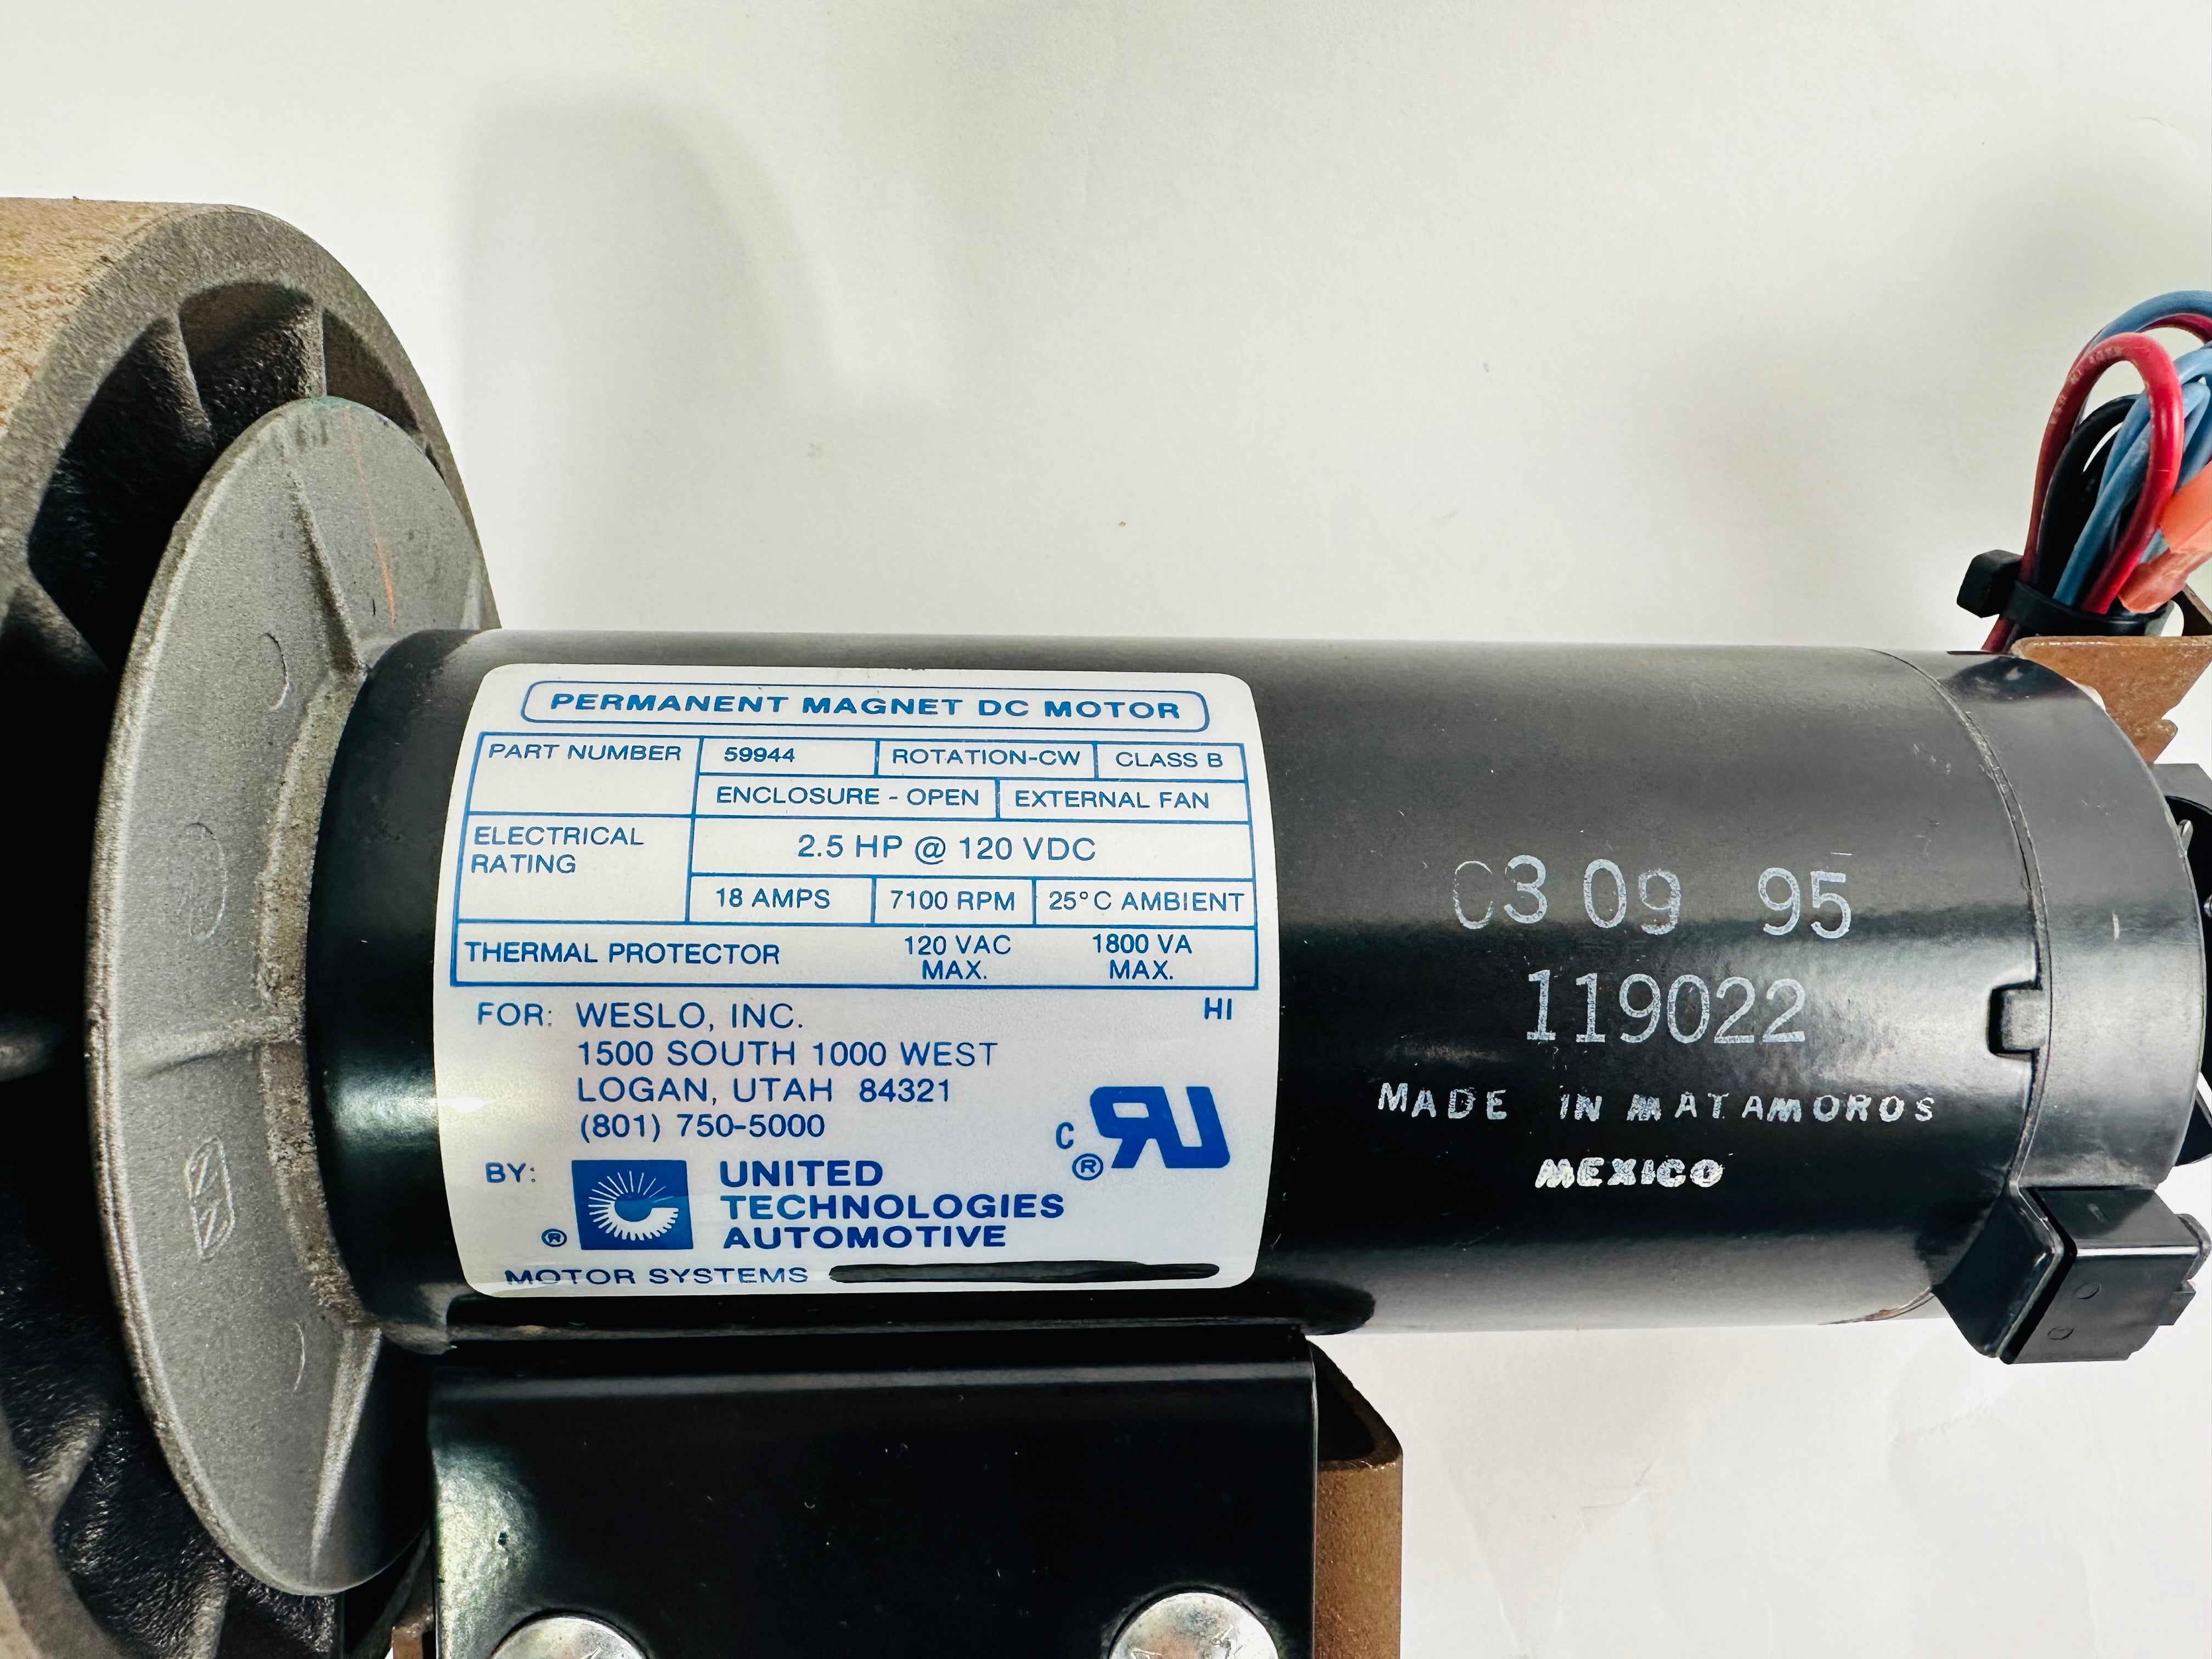 PERMANENT MAGNET DC MOTOR
PART NUMBER 59944 ROTATION-CW CLASS B
ENCLOSURE - OPEN EXTERNAL FAN
ELECTRICAL RATING 2.5 HP @ 120 VDC
18 AMPS 7100 RPM 25°C AMBIENT
THERMAL PROTECTOR 120 VAC MAX. 1800 VA MAX.
FOR: WESLO, INC. HI
1500 SOUTH 1000 WEST
LOGAN, UTAH 84321
(801) 750-5000
C UR ®
BY: UNITED
TECHNOLOGIES
® AUTOMOTIVE
MOTOR SYSTEMS
03 09 95
119022
MADE IN MATAMOROS
MEXICO